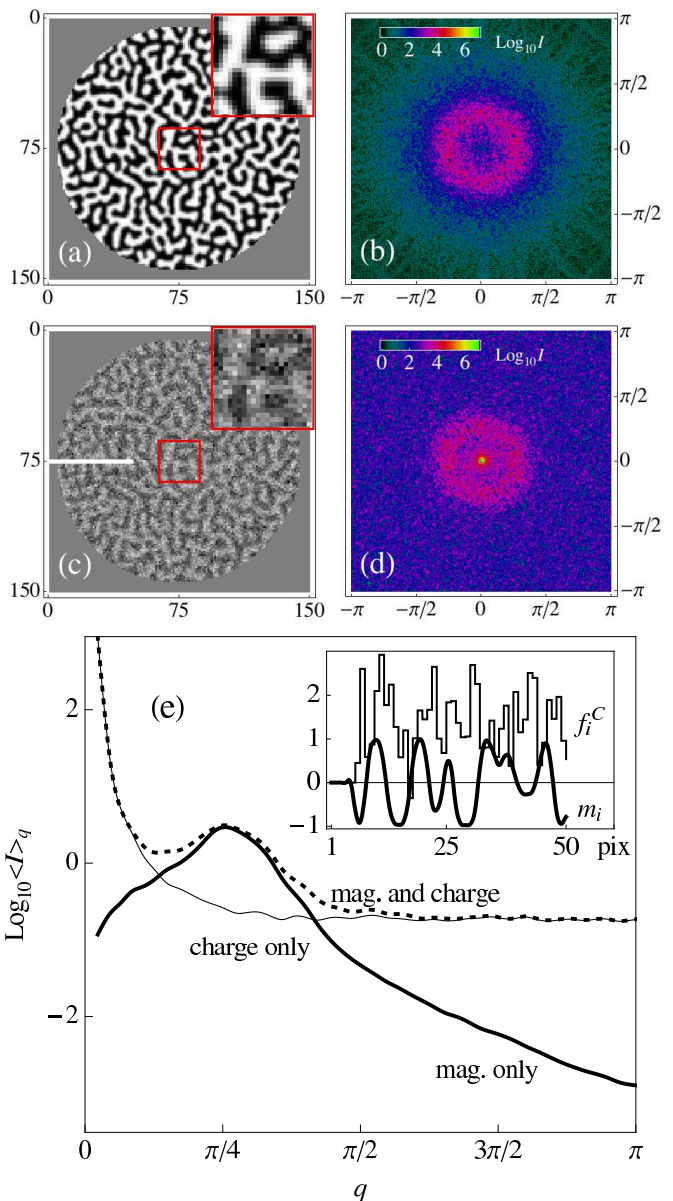 0
75
150
0 75 150
(a)
0 2 4 6 Log₁₀I
π
π/2
0
−π/2
−π
−π −π/2 0 π/2 π
(b)
0
75
150
0 75 150
(c)
0 2 4 6 Log₁₀I
π
π/2
0
−π/2
−π
−π −π/2 0 π/2 π
(d)
(e)
2
0
−2
Log₁₀<I>q
2
1
0
−1
1 25 50 pix
fᵢᶜ
mᵢ
mag. and charge
charge only
mag. only
0 π/4 π/2 3π/2 π
q